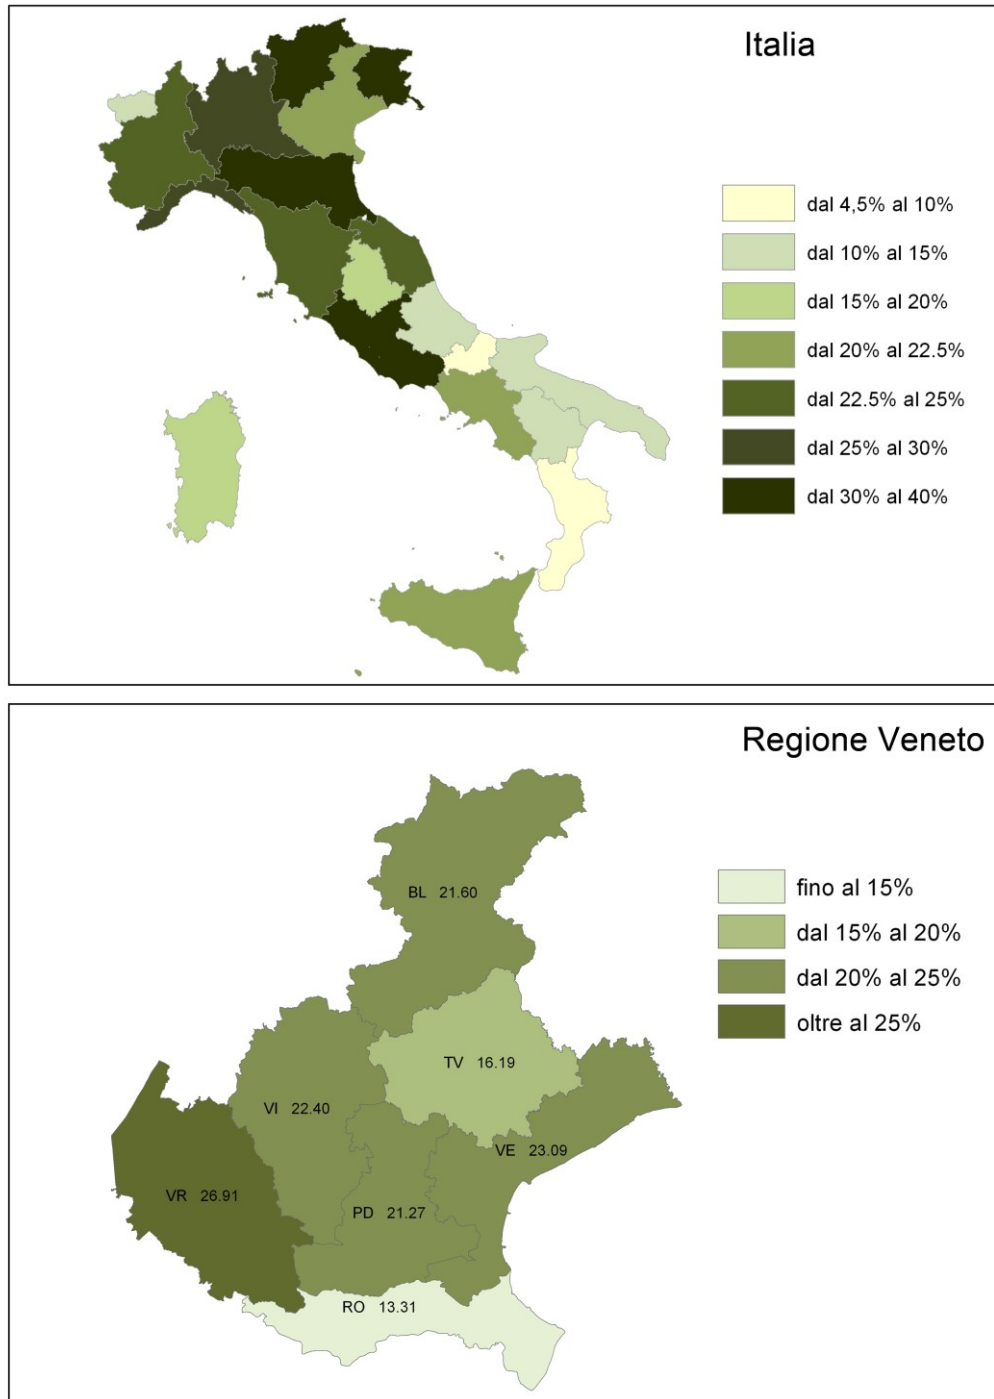 Italia
dal 4,5% al 10%
dal 10% al 15%
dal 15% al 20%
dal 20% al 22.5%
dal 22.5% al 25%
dal 25% al 30%
dal 30% al 40%
Regione Veneto
fino al 15%
dal 15% al 20%
dal 20% al 25%
oltre al 25%
BL 21.60
TV 16.19
VI 22.40
VE 23.09
VR 26.91
PD 21.27
RO 13.31